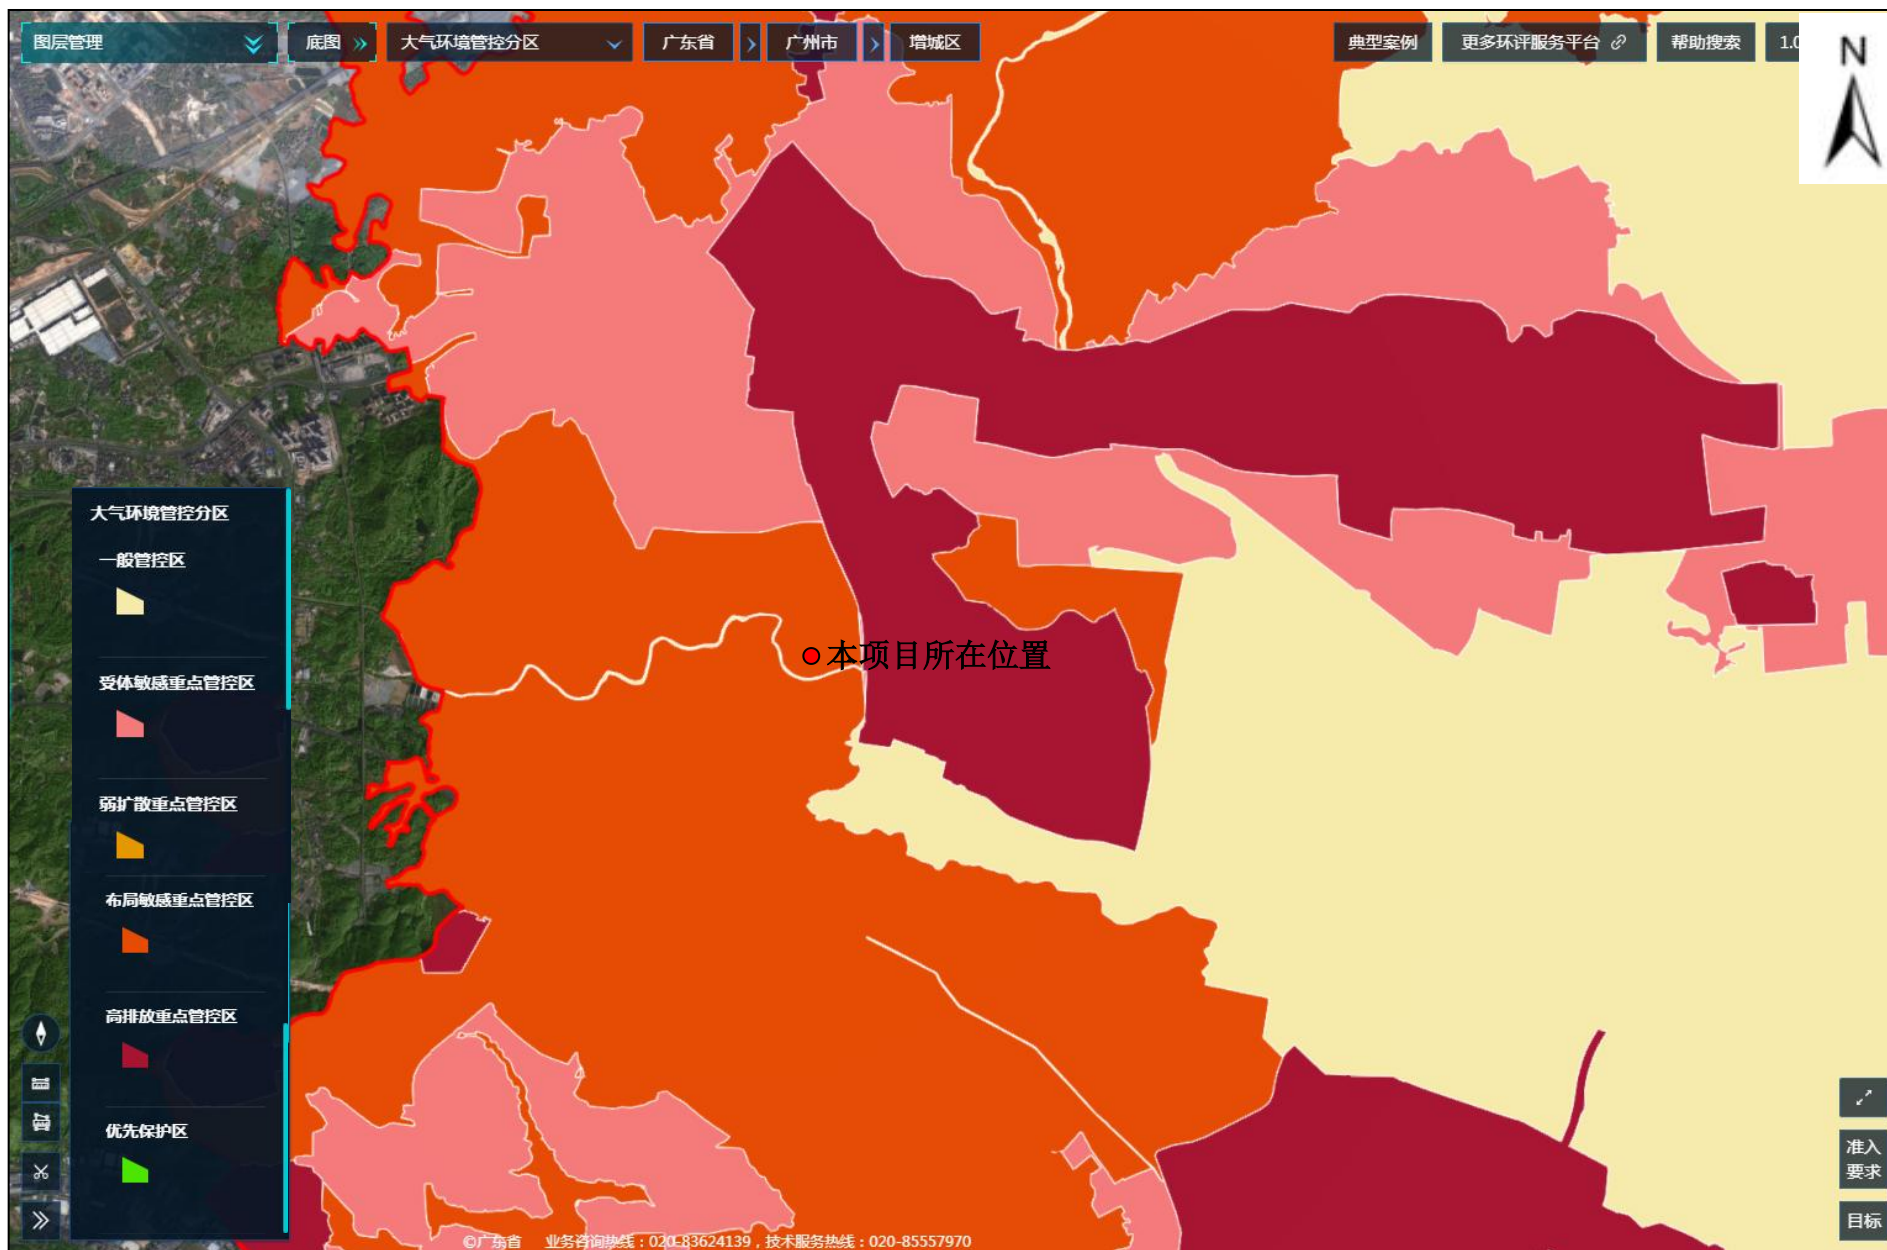 图层管理
底图
大气环境管控分区
广东省
广州市
增城区
典型案例
更多环评服务平台
帮助搜索
1.0
N
大气环境管控分区
一般管控区
受体敏感重点管控区
弱扩散重点管控区
布局敏感重点管控区
高排放重点管控区
优先保护区
本项目所在位置
准入
要求
目标
©广东省 业务咨询热线：020-83624139，技术服务热线：020-85557970